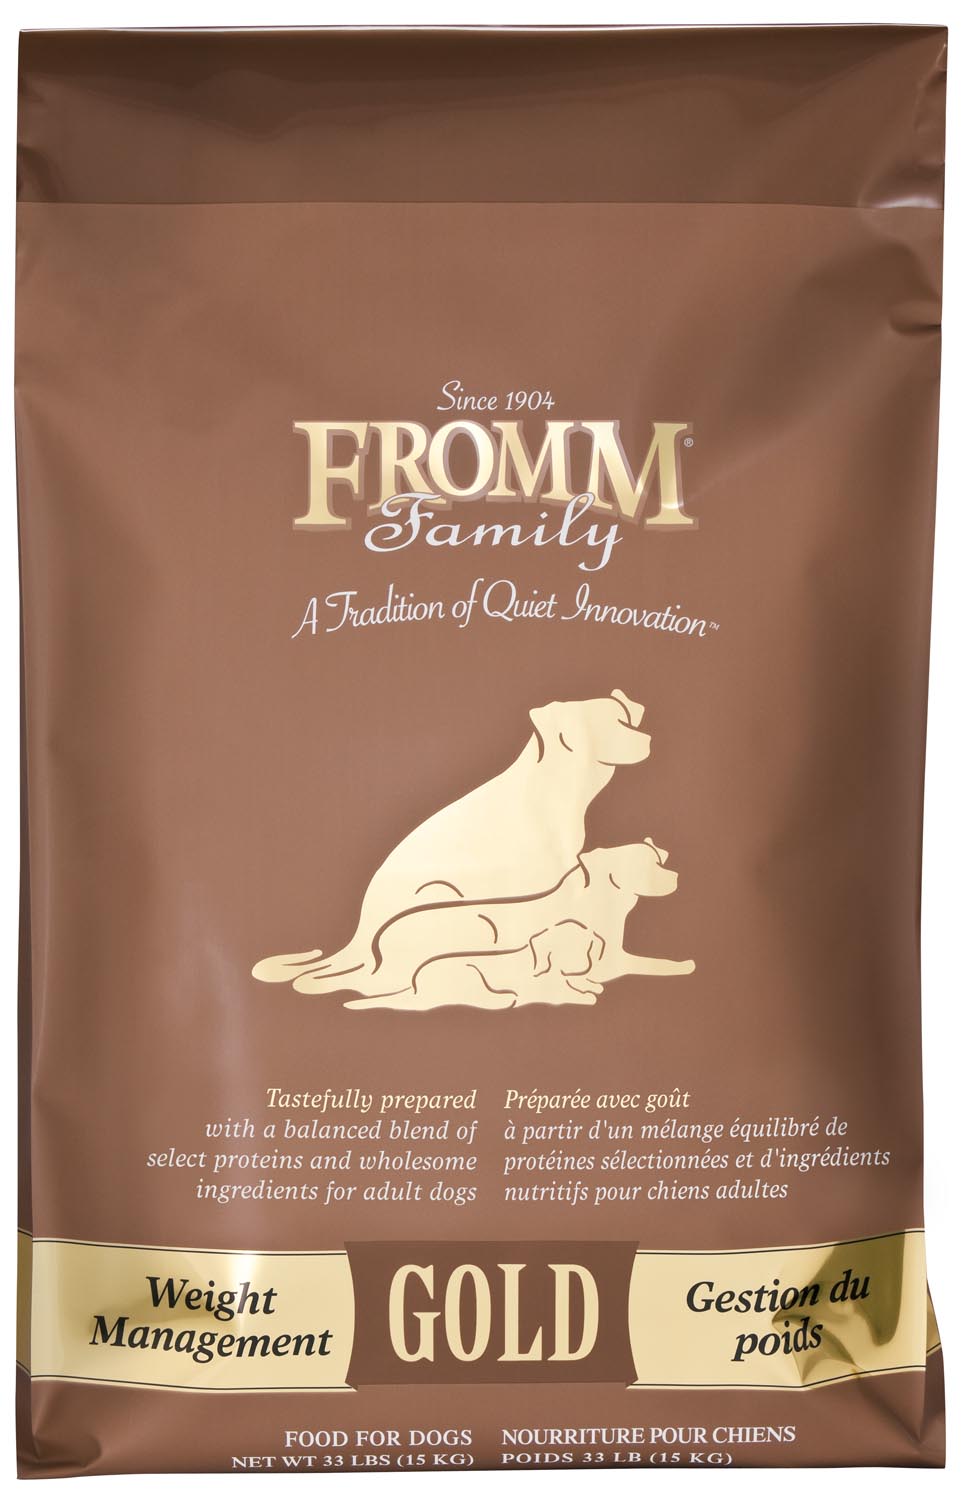 Since 1904
FROMM®
Family
A Tradition of Quiet Innovation™
Tastefully prepared
with a balanced blend of
select proteins and wholesome
ingredients for adult dogs
Préparée avec goût
à partir d'un mélange équilibré de
protéines sélectionnées et d'ingrédients
nutritifs pour chiens adultes
Weight
Management
GOLD
Gestion du
poids
FOOD FOR DOGS
NET WT 33 LBS (15 KG)
NOURRITURE POUR CHIENS
POIDS 33 LB (15 KG)